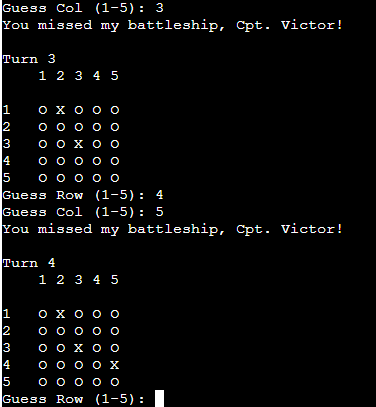 Guess Col (1-5): 3
You missed my battleship, Cpt. Victor!
Turn 3
1 2 3 4 5
1 O X O O O
2 O O O O O
3 O O X O O
4 O O O O O
5 O O O O O
Guess Row (1-5): 4
Guess Col (1-5): 5
You missed my battleship, Cpt. Victor!
Turn 4
1 2 3 4 5
1 O X O O O
2 O O O O O
3 O O X O O
4 O O O O X
5 O O O O O
Guess Row (1-5):